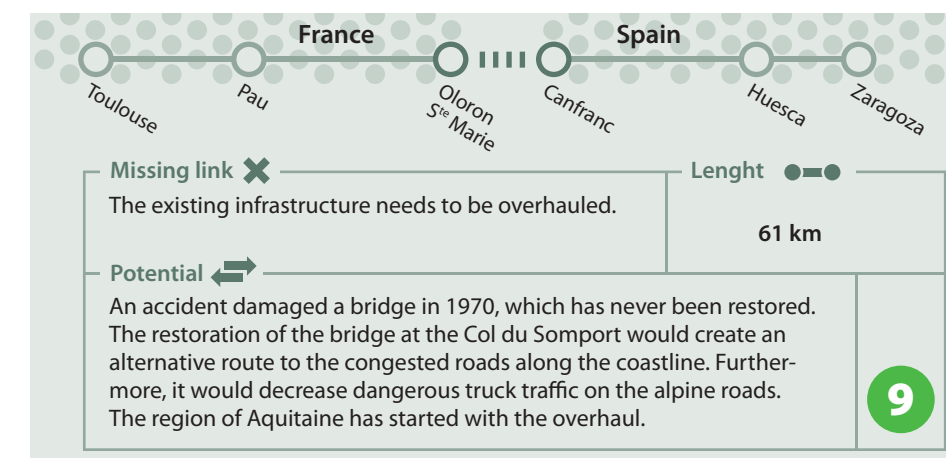 France
Spain
Toulouse
Pau
Oloron
Ste Marie
Canfranc
Huesca
Zaragoza
Missing link
Lenght
The existing infrastructure needs to be overhauled.
61 km
Potential
An accident damaged a bridge in 1970, which has never been restored.
The restoration of the bridge at the Col du Somport would create an
alternative route to the congested roads along the coastline. Further-
more, it would decrease dangerous truck traffic on the alpine roads.
The region of Aquitaine has started with the overhaul.
9